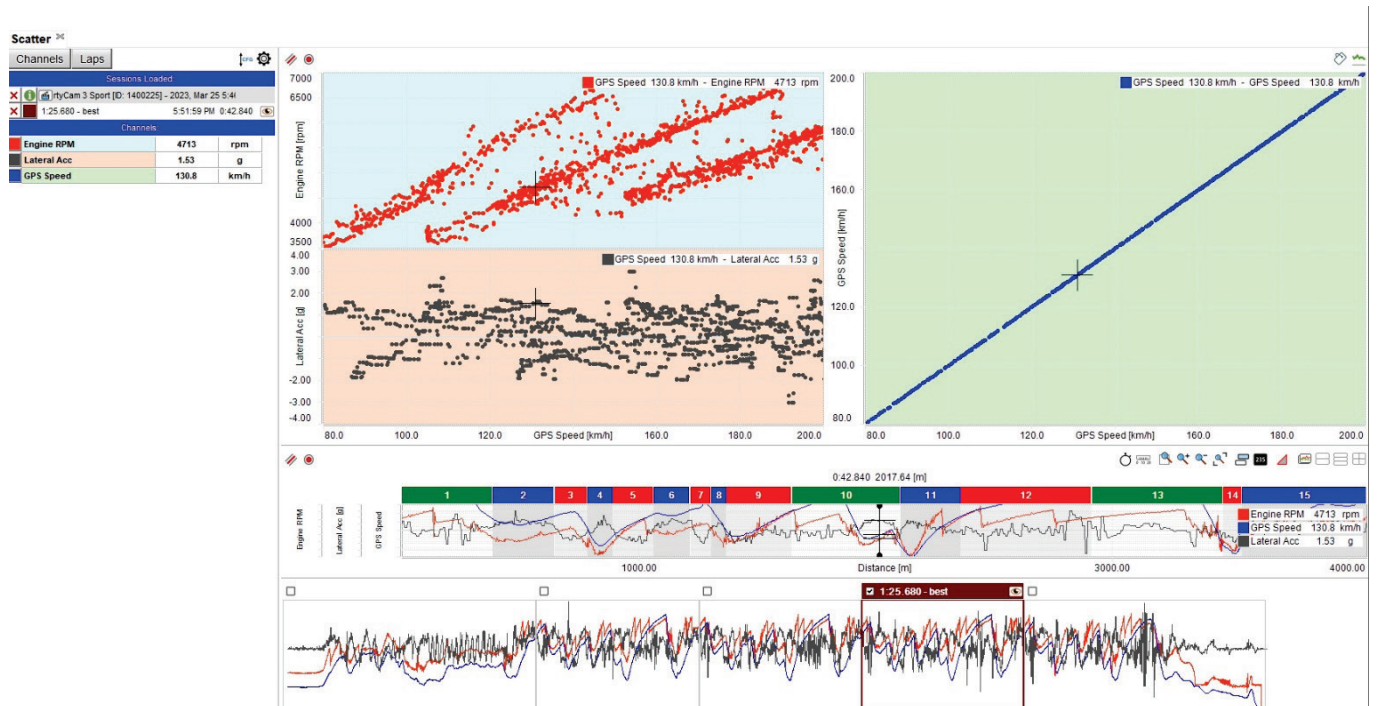 Scatter
Channels Laps
Sessions Loaded
rtyCam 3 Sport [ID: 1400225] - 2023, Mar 25 5:4
1:25.680 - best 5:51:59 PM 0:42.840
Channels
Engine RPM 4713 rpm
Lateral Acc 1.53 g
GPS Speed 130.8 km/h
GPS Speed 130.8 km/h - Engine RPM 4713 rpm
7000
6500
Engine RPM [rpm]
4000
3500
GPS Speed 130.8 km/h - Lateral Acc 1.53 g
4.00
3.00
2.00
Lateral Acc [g]
-2.00
-3.00
-4.00
80.0 100.0 120.0 GPS Speed [km/h] 160.0 180.0 200.0
GPS Speed 130.8 km/h - GPS Speed 130.8 km/h
200.0
180.0
160.0
GPS Speed [km/h]
120.0
100.0
80.0
80.0 100.0 120.0 GPS Speed [km/h] 160.0 180.0 200.0
0:42.840 2017.64 [m]
1 2 3 4 5 6 7 8 9 10 11 12 13 14 15
Engine RPM
Lateral Acc [g]
GPS Speed
Engine RPM 4713 rpm
GPS Speed 130.8 km/h
Lateral Acc 1.53 g
1000.00 Distance [m] 3000.00 4000.00
1:25.680 - best